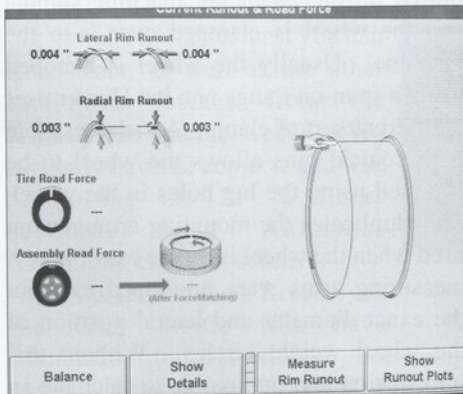 Current Runouts & Road Force
Lateral Rim Runout
0.004 " 0.004 "
Radial Rim Runout
0.003 " 0.003 "
Tire Road Force
---
Assembly Road Force
--- ---
(After ForceMatching)
Balance
Show Details
Measure Rim Runout
Show Runout Plots